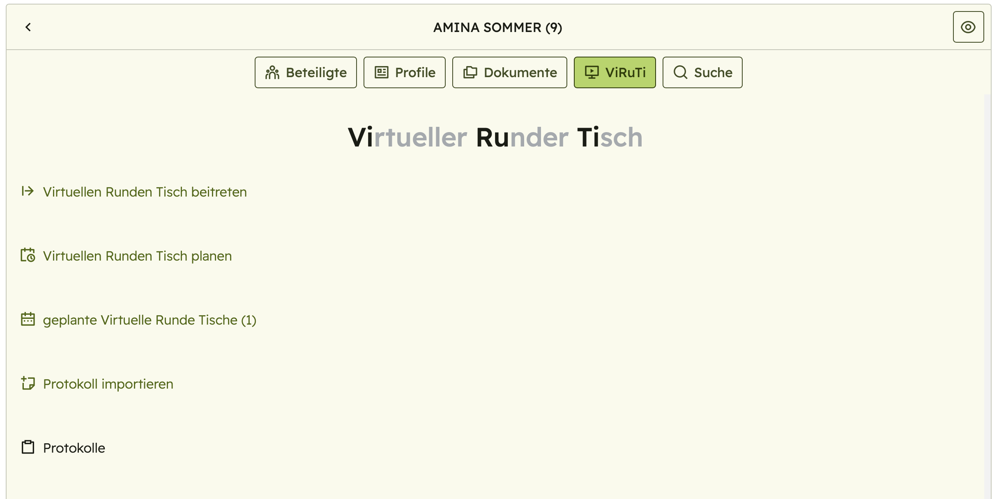 AMINA SOMMER (9)
Beteiligte Profile Dokumente ViRuTi Suche
Virtueller Runder Tisch
Virtuellen Runden Tisch beitreten
Virtuellen Runden Tisch planen
geplante Virtuelle Runde Tische (1)
Protokoll importieren
Protokolle